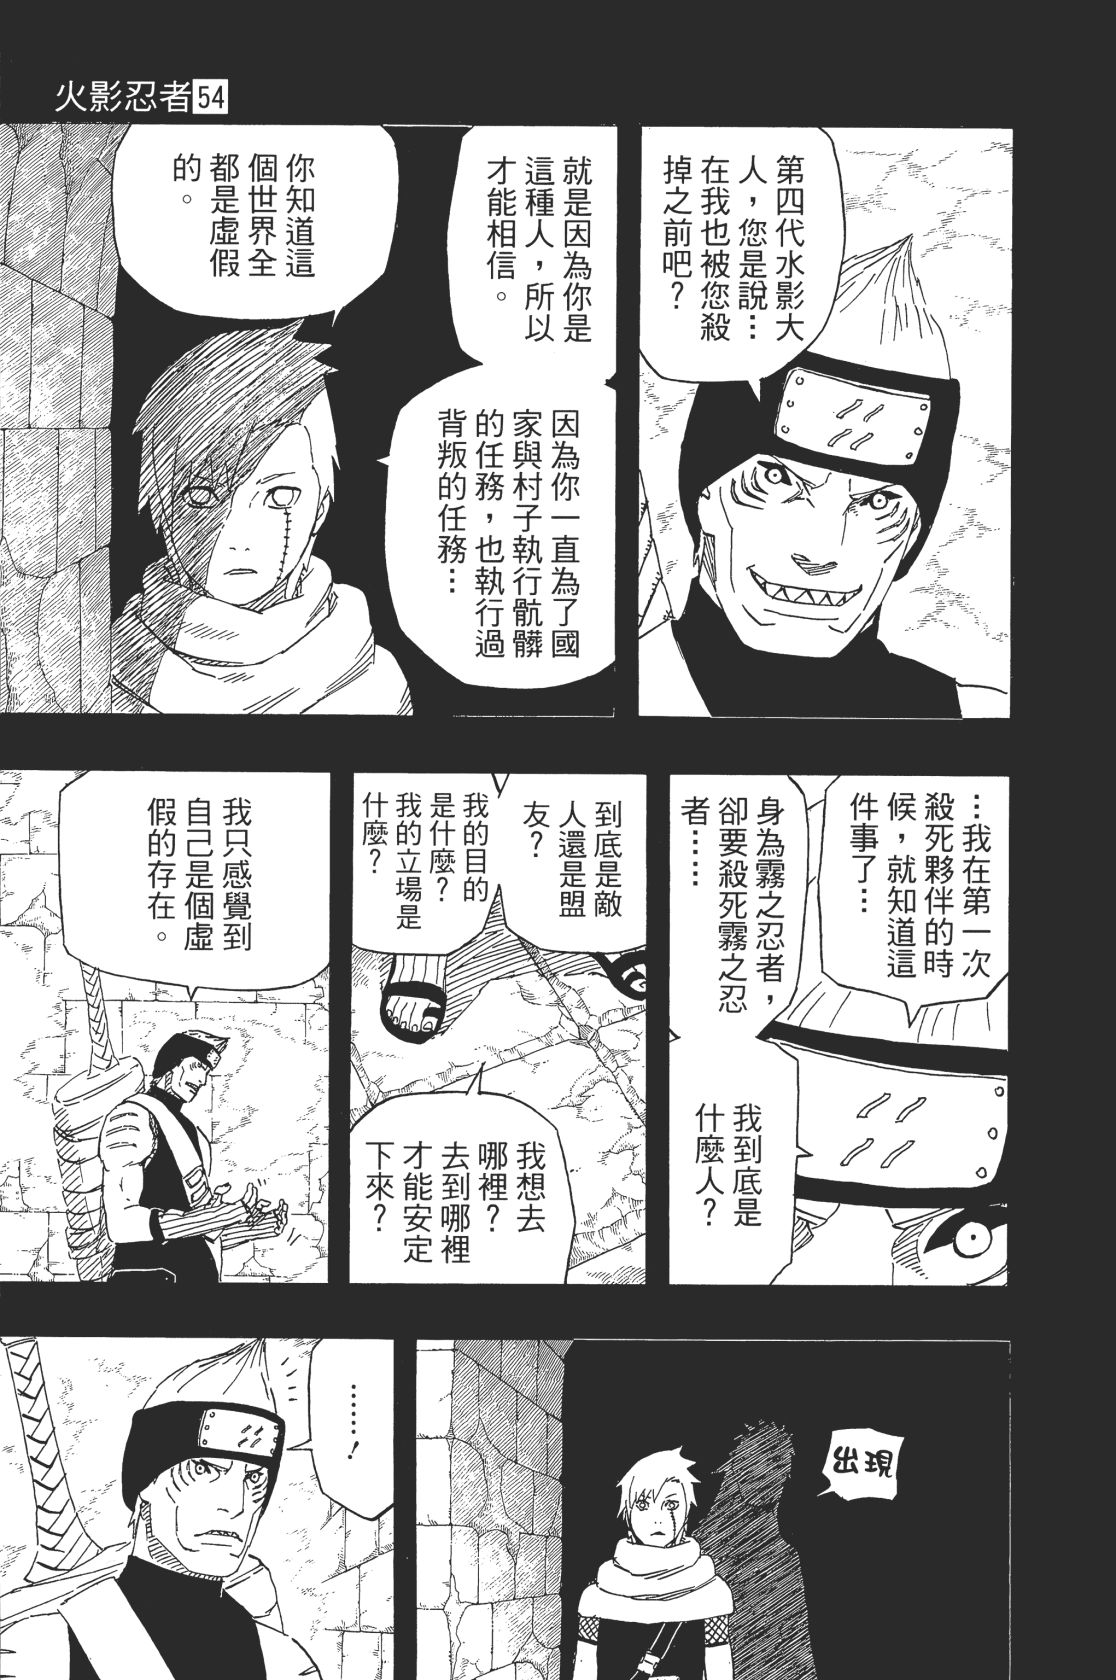 火影忍者54
第四代水影大
人，您是說…
在我也被您殺
掉之前吧？
就是因為你是
這種人，所以
才能相信。
因為你一直為了國
家與村子執行骯髒
的任務，也執行過
背叛的任務…
你知道這
個世界全
都是虛假
的。
…我在第一次
殺死夥伴的時
候，就知道這
件事了…
身為霧之忍者，
卻要殺死霧之忍
者……
我到底是
什麼人？
到底是敵
人還是盟
友？
我的目的
是什麼？
我的立場是
什麼？
我想去
哪裡？
去到哪裡
才能安定
下來？
我只感覺到
自己是個虛
假的存在。
出現
……！